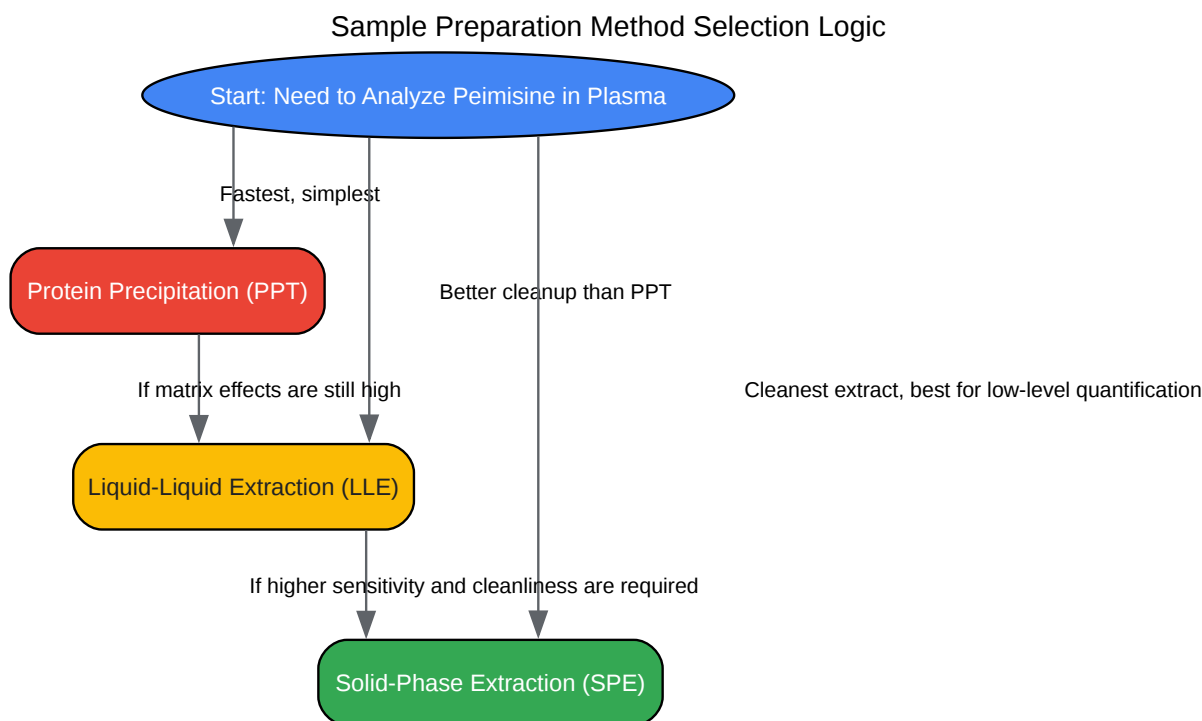 Sample Preparation Method Selection Logic
Start: Need to Analyze Peimisine in Plasma
Fastest, simplest
Protein Precipitation (PPT)
Better cleanup than PPT
If matrix effects are still high
Cleanest extract, best for low-level quantification
Liquid-Liquid Extraction (LLE)
If higher sensitivity and cleanliness are required
Solid-Phase Extraction (SPE)